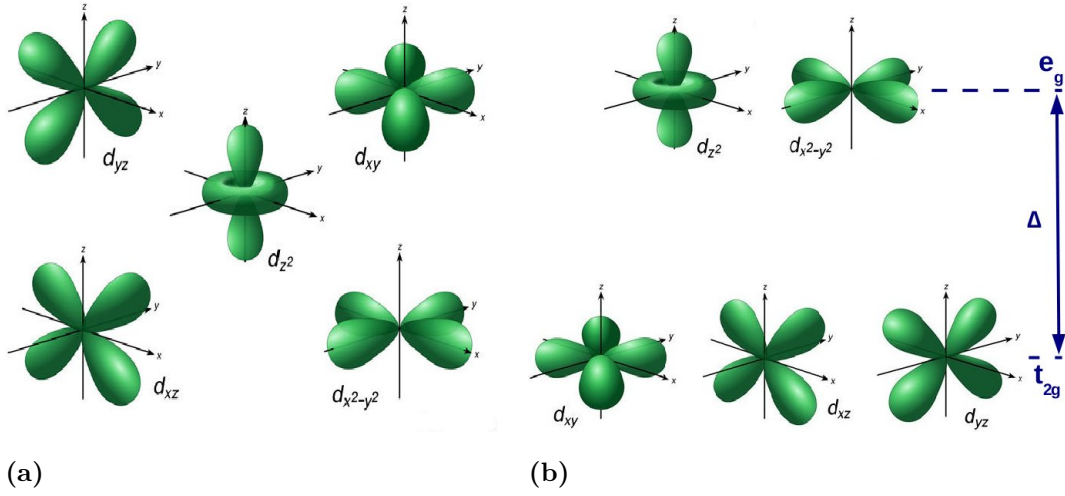 z
y
x
d_yz
z
y
x
d_xy
z
y
x
d_z²
z
y
x
d_xz
z
y
x
d_x²-y²
(a)
z
y
x
d_z²
z
y
x
d_x²-y²
e_g
Δ
z
y
x
d_xy
z
y
x
d_xz
z
y
x
d_yz
t_2g
(b)